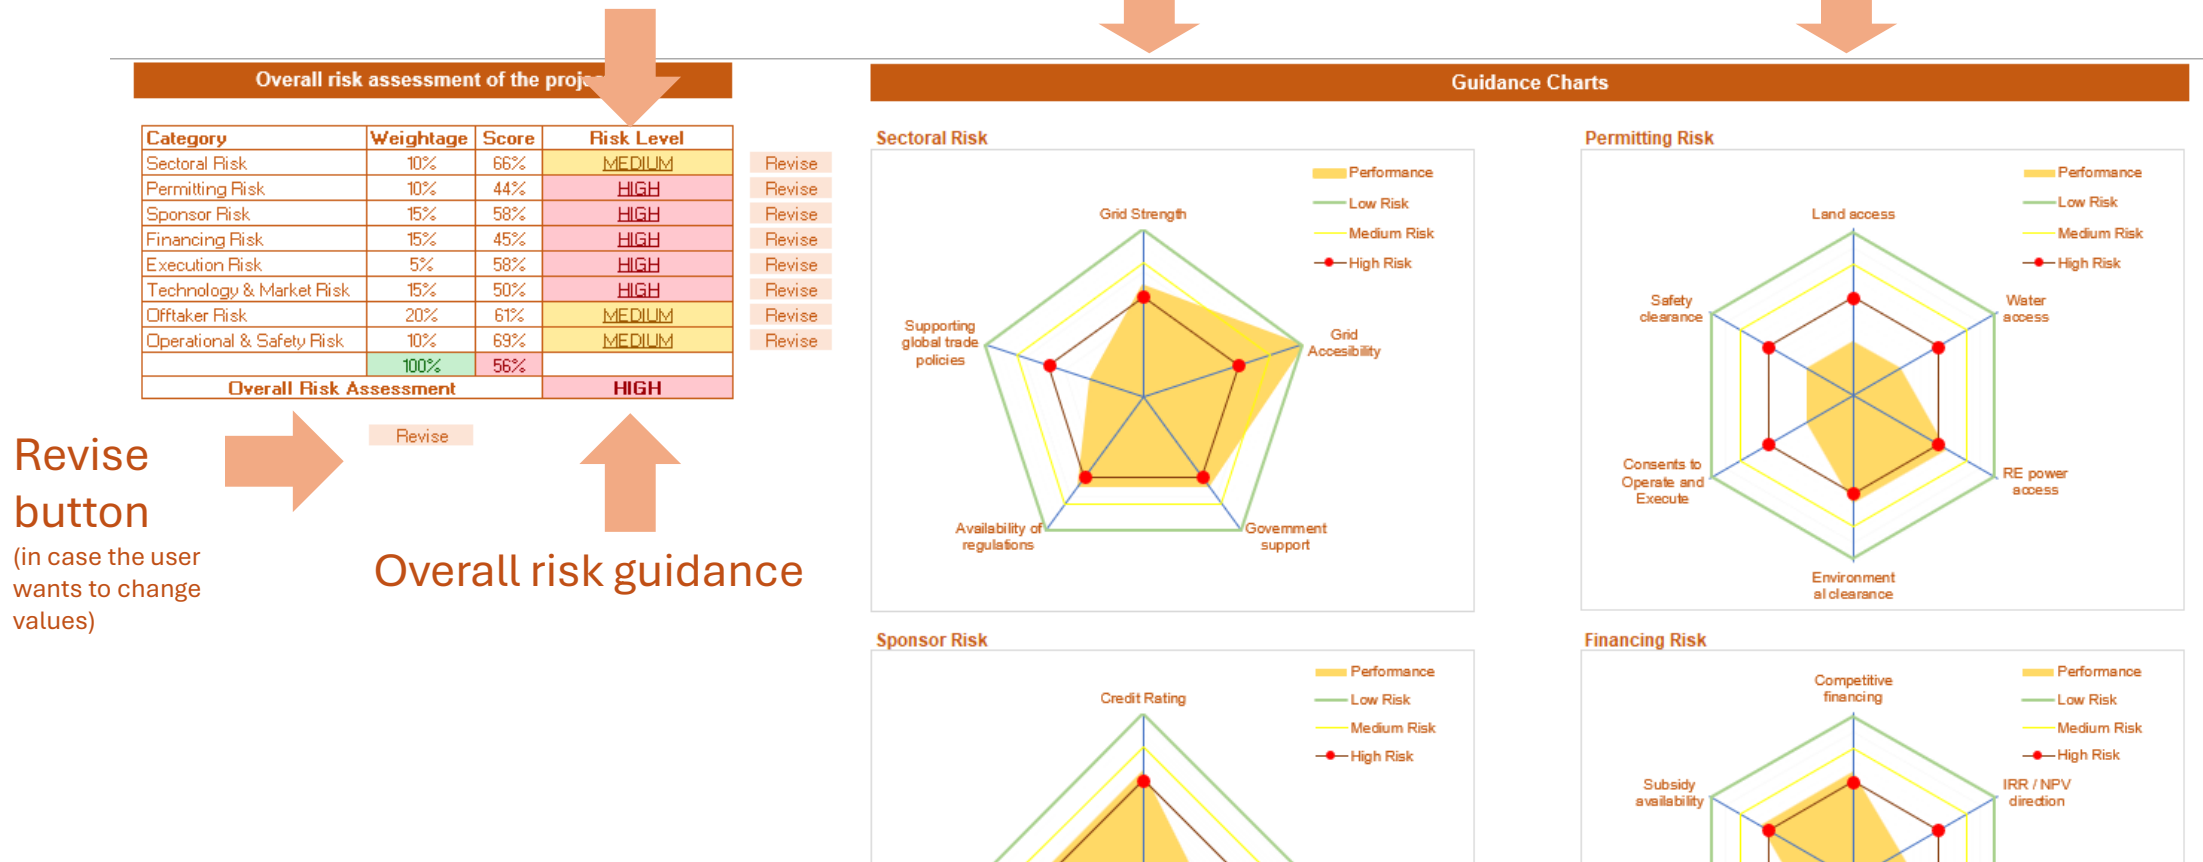 Overall risk assessment of the proje
Category Weightage Score Risk Level
Sectoral Risk 10% 66% MEDIUM Revise
Permitting Risk 10% 44% HIGH Revise
Sponsor Risk 15% 58% HIGH Revise
Financing Risk 15% 45% HIGH Revise
Execution Risk 5% 58% HIGH Revise
Technology & Market Risk 15% 50% HIGH Revise
Offtaker Risk 20% 61% MEDIUM Revise
Operational & Safety Risk 10% 69% MEDIUM Revise
100% 56%
Overall Risk Assessment HIGH
Revise
Revise
button
(in case the user
wants to change
values)
Overall risk guidance
Guidance Charts
Sectoral Risk
Performance
Low Risk
Medium Risk
High Risk
Grid Strength
Grid
Accesibility
Government
support
Availability of
regulations
Supporting
global trade
policies
Permitting Risk
Performance
Low Risk
Medium Risk
High Risk
Land access
Water
access
RE power
access
Environment
al clearance
Consents to
Operate and
Execute
Safety
clearance
Sponsor Risk
Performance
Low Risk
Medium Risk
High Risk
Credit Rating
Financing Risk
Performance
Low Risk
Medium Risk
High Risk
Competitive
financing
IRR / NPV
direction
Subsidy
availability